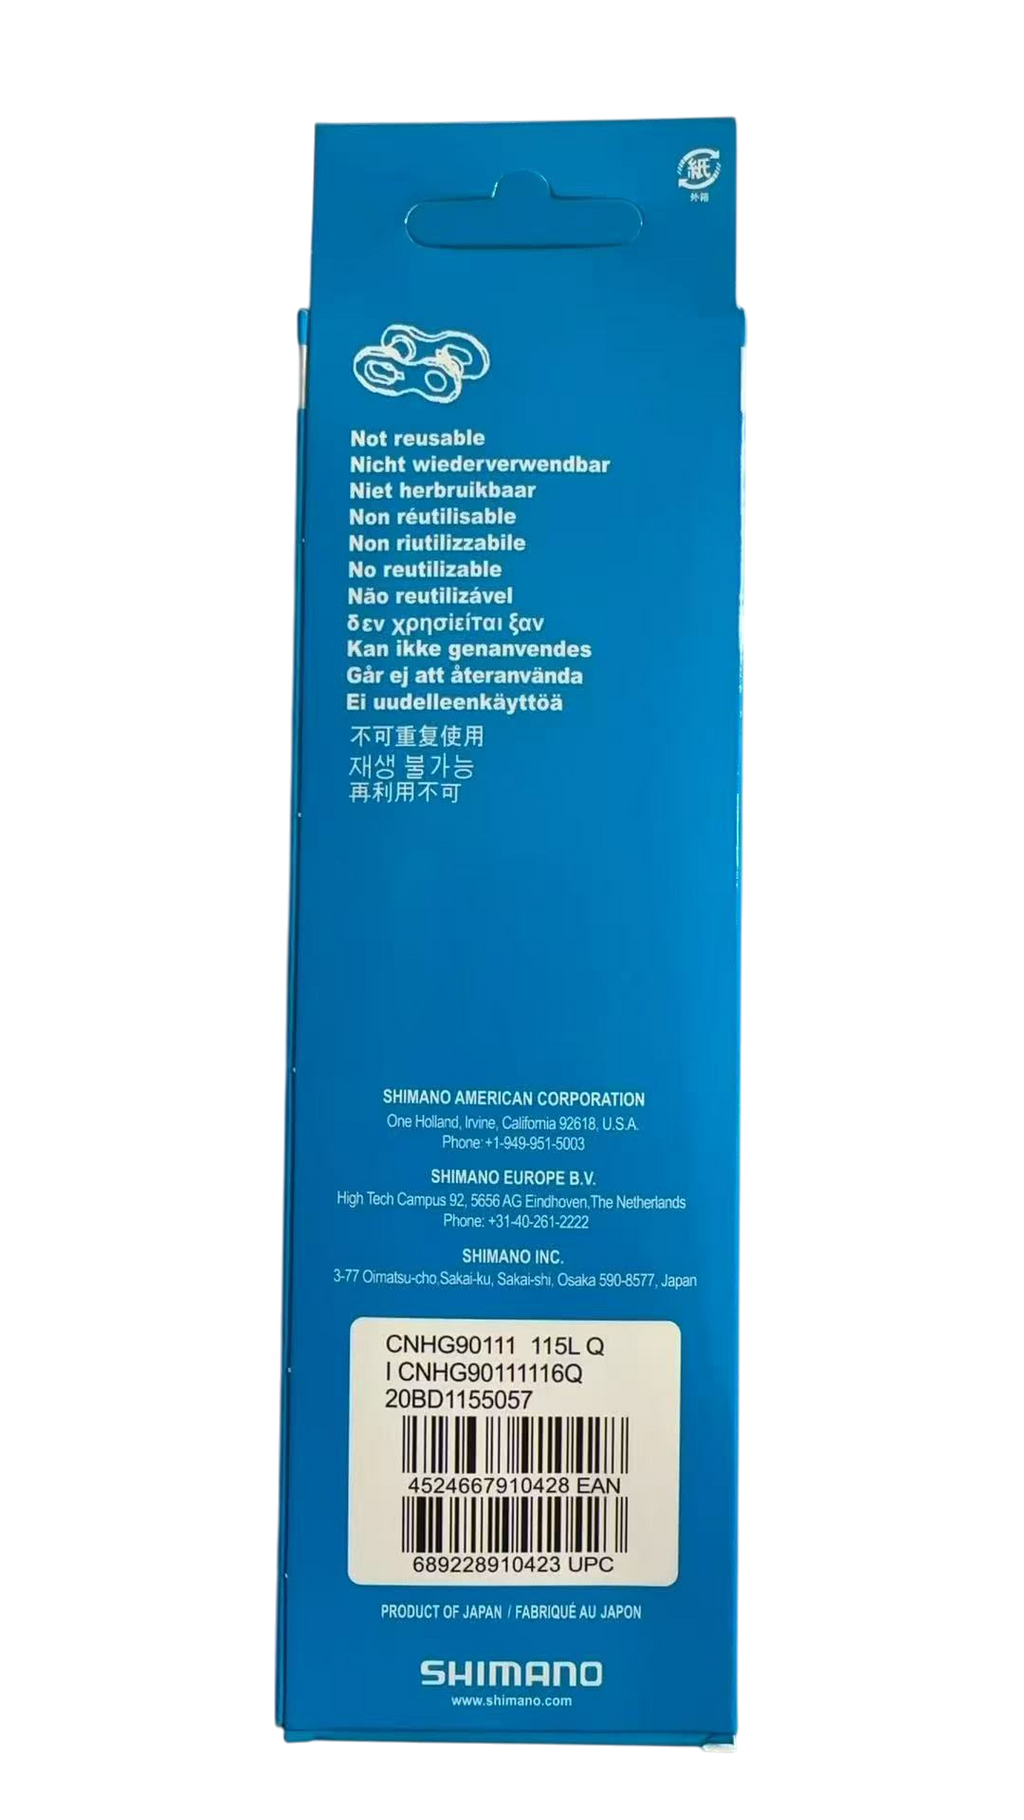 紙
外箱
Not reusable
Nicht wiederverwendbar
Niet herbruikbaar
Non réutilisable
Non riutilizzabile
No reutilizable
Não reutilizável
δεν χρησιείται ξαν
Kan ikke genanvendes
Går ej att återanvända
Ei uudelleenkäyttöä
不可重复使用
재생 불가능
再利用不可
SHIMANO AMERICAN CORPORATION
One Holland, Irvine, California 92618, U.S.A.
Phone:+1-949-951-5003
SHIMANO EUROPE B.V.
High Tech Campus 92, 5656 AG Eindhoven,The Netherlands
Phone: +31-40-261-2222
SHIMANO INC.
3-77 Oimatsu-cho,Sakai-ku, Sakai-shi, Osaka 590-8577, Japan
CNHG90111 115L Q
I CNHG90111116Q
20BD1155057
4524667910428 EAN
689228910423 UPC
PRODUCT OF JAPAN / FABRIQUÉ AU JAPON
SHIMANO
www.shimano.com